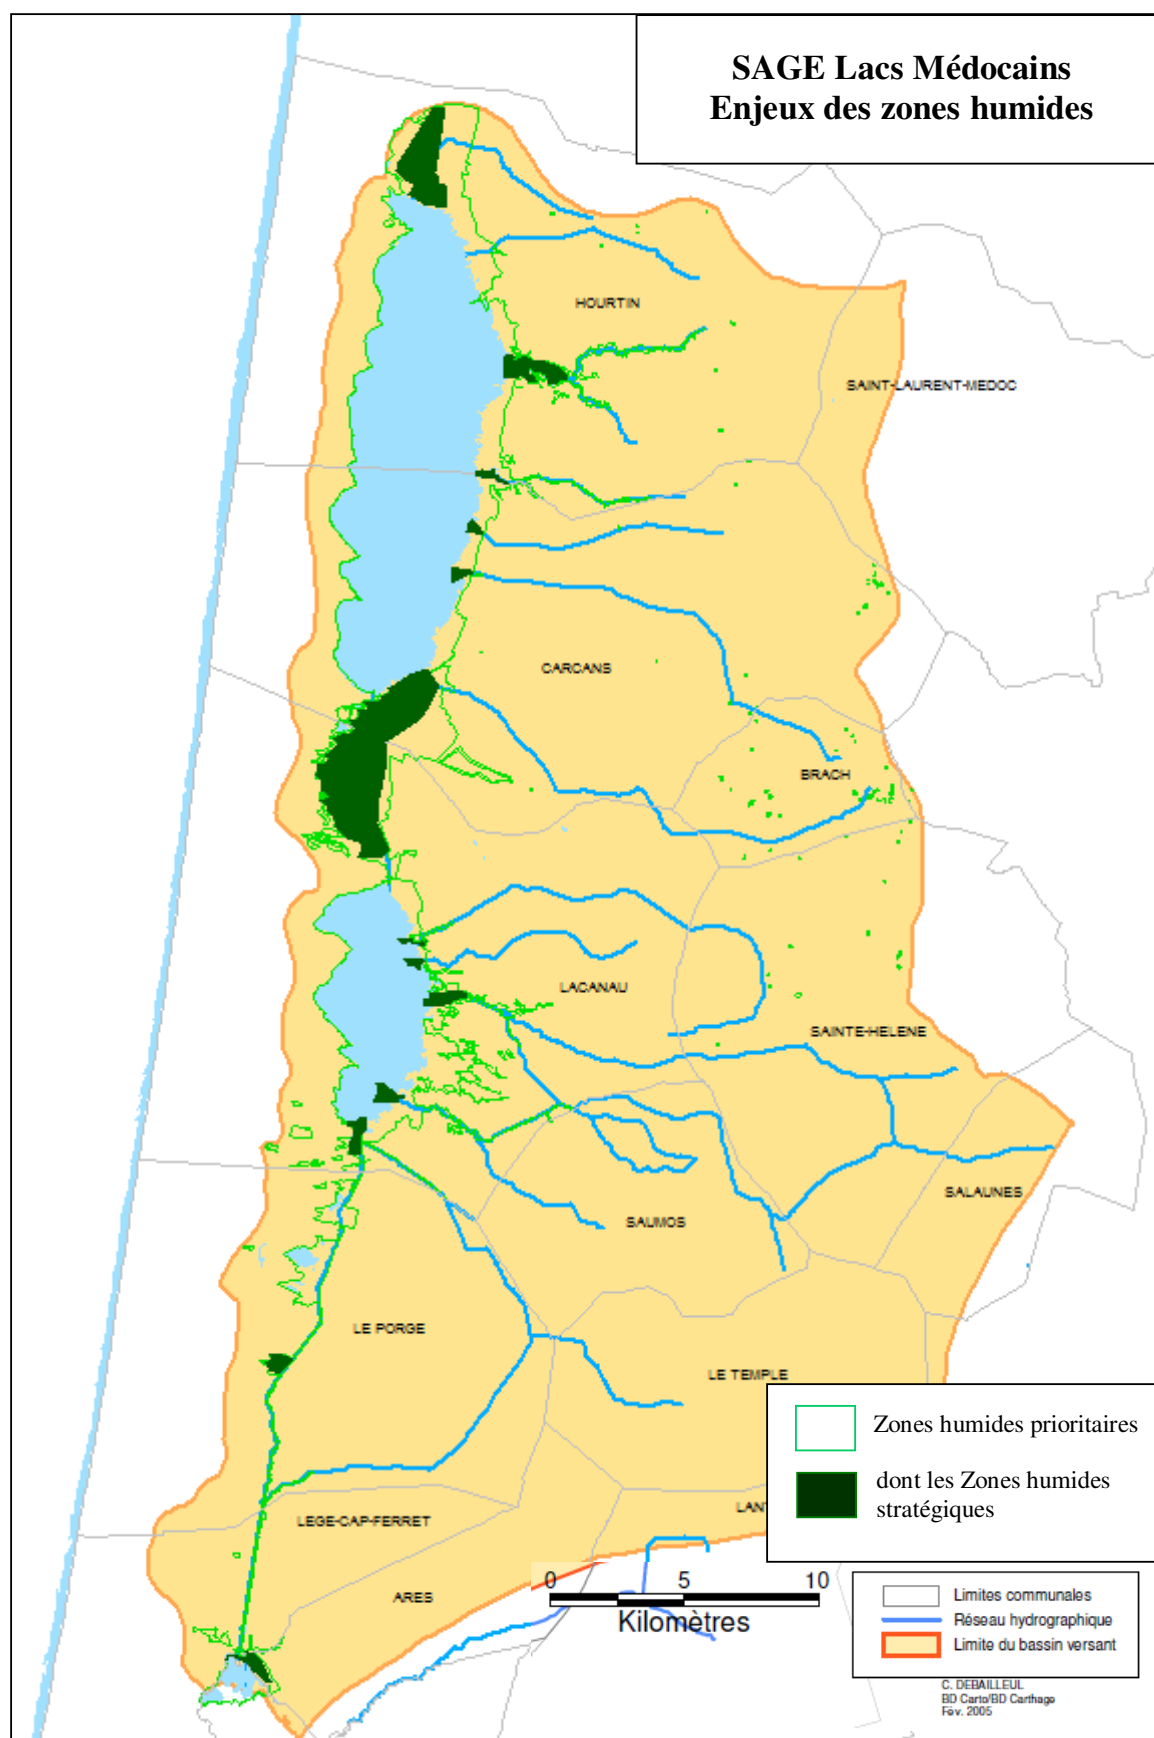 SAGE Lacs Médocains
Enjeux des zones humides
HOURTIN
SAINT-LAURENT-MEDOC
CARCANS
BRACH
LACANAU
SAINTE-HELENE
SALAUNES
SAUMOS
LE PORGE
LE TEMPLE
Zones humides prioritaires
dont les Zones humides
stratégiques
LANT
LEGE-CAP-FERRET
ARES
0 5 10
Kilomètres
Limites communales
Réseau hydrographique
Limite du bassin versant
C. DEBAILLEUL
BD Carto/BD Carthage
Fév. 2005